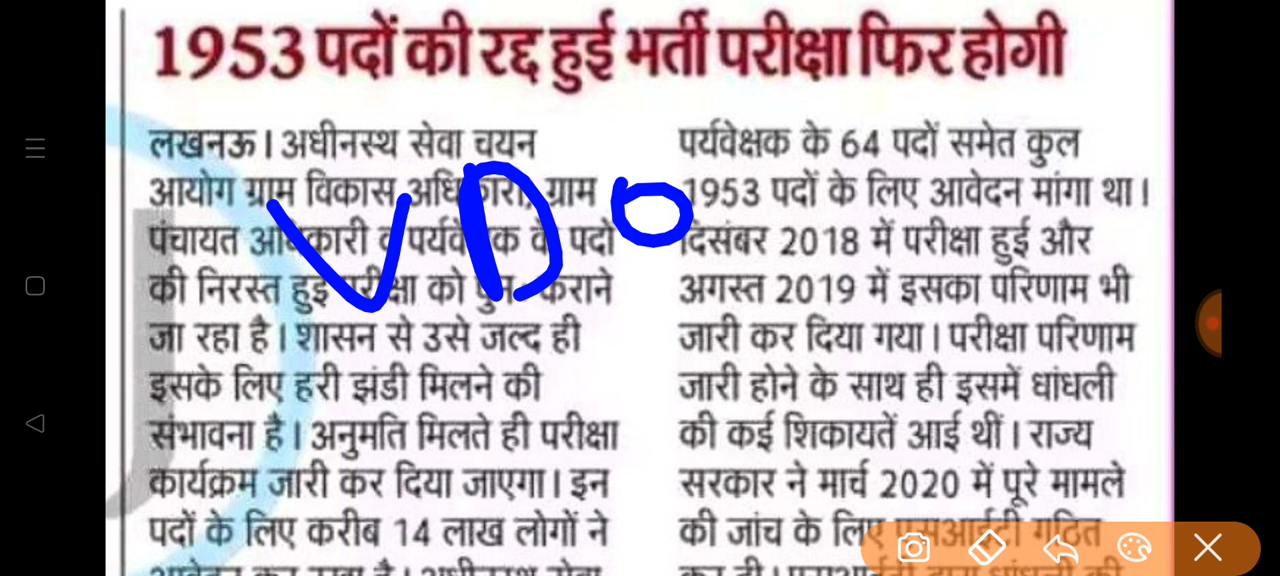 1953 पदों की रद्द हुई भर्ती परीक्षा फिर होगी
लखनऊ। अधीनस्थ सेवा चयन
आयोग ग्राम विकास ग्राम
पंचायत के पदों
की निरस्त हुई को कराने
जा रहा है। शासन से उसे जल्द ही
इसके लिए हरी झंडी मिलने की
संभावना है। अनुमति मिलते ही परीक्षा
कार्यक्रम जारी कर दिया जाएगा। इन
पदों के लिए करीब 14 लाख लोगों ने
पर्यवेक्षक के 64 पदों समेत कुल
1953 पदों के लिए आवेदन मांगा था।
दिसंबर 2018 में परीक्षा हुई और
अगस्त 2019 में इसका परिणाम भी
जारी कर दिया गया। परीक्षा परिणाम
जारी होने के साथ ही इसमें धांधली
की कई शिकायतें आई थीं। राज्य
सरकार ने मार्च 2020 में पूरे मामले
की जांच के लिए
VDO